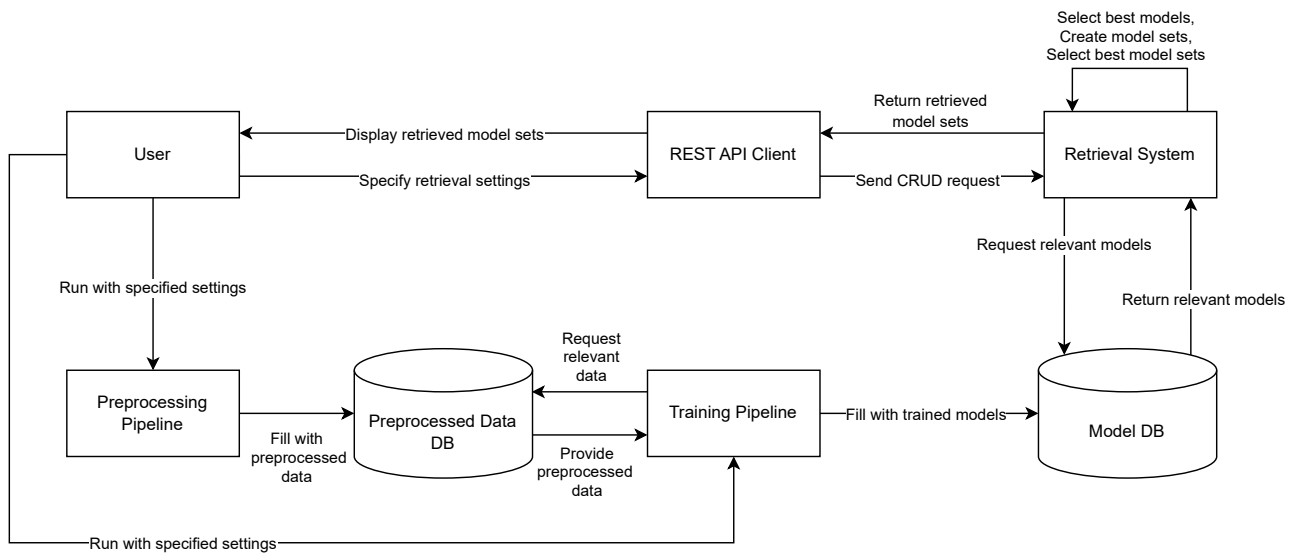 Select best models,
Create model sets,
Select best model sets
Return retrieved
model sets
User
Display retrieved model sets
REST API Client
Retrieval System
Specify retrieval settings
Send CRUD request
Request relevant models
Run with specified settings
Return relevant models
Request
relevant
data
Preprocessing
Pipeline
Preprocessed Data
DB
Training Pipeline
Fill with trained models
Model DB
Fill with
preprocessed
data
Provide
preprocessed
data
Run with specified settings